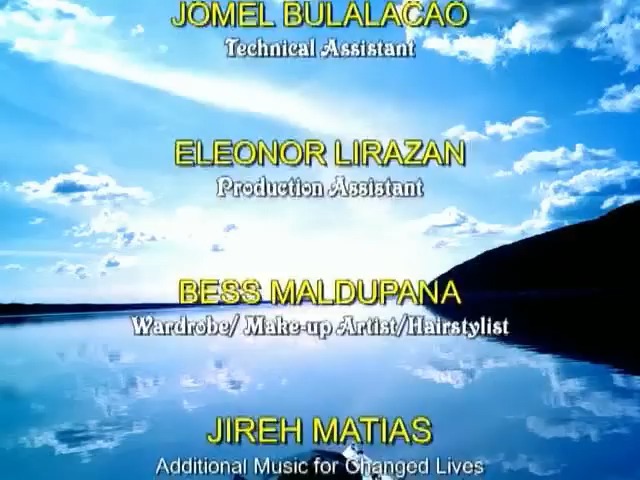 JOMEL BULALACAO
Technical Assistant
ELEONOR LIRAZAN
Production Assistant
BESS MALDUPANA
Wardrobe/ Make-up Artist/Hairstylist
JIREH MATIAS
Additional Music for Changed Lives